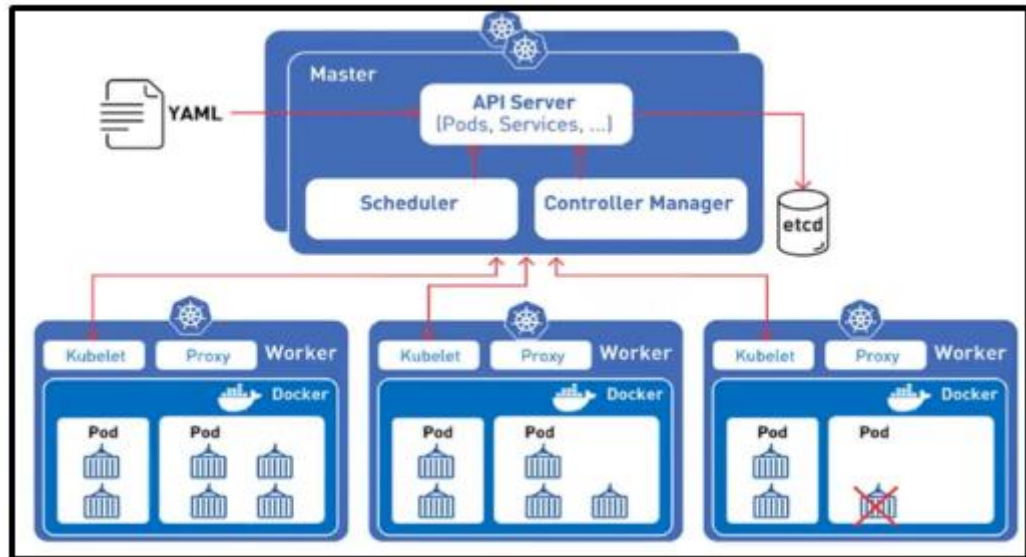 Master
YAML
API Server
(Pods, Services, ...)
Scheduler
Controller Manager
etcd
Kubelet
Proxy
Worker
Docker
Pod
Pod
Kubelet
Proxy
Worker
Docker
Pod
Pod
Kubelet
Proxy
Worker
Docker
Pod
Pod